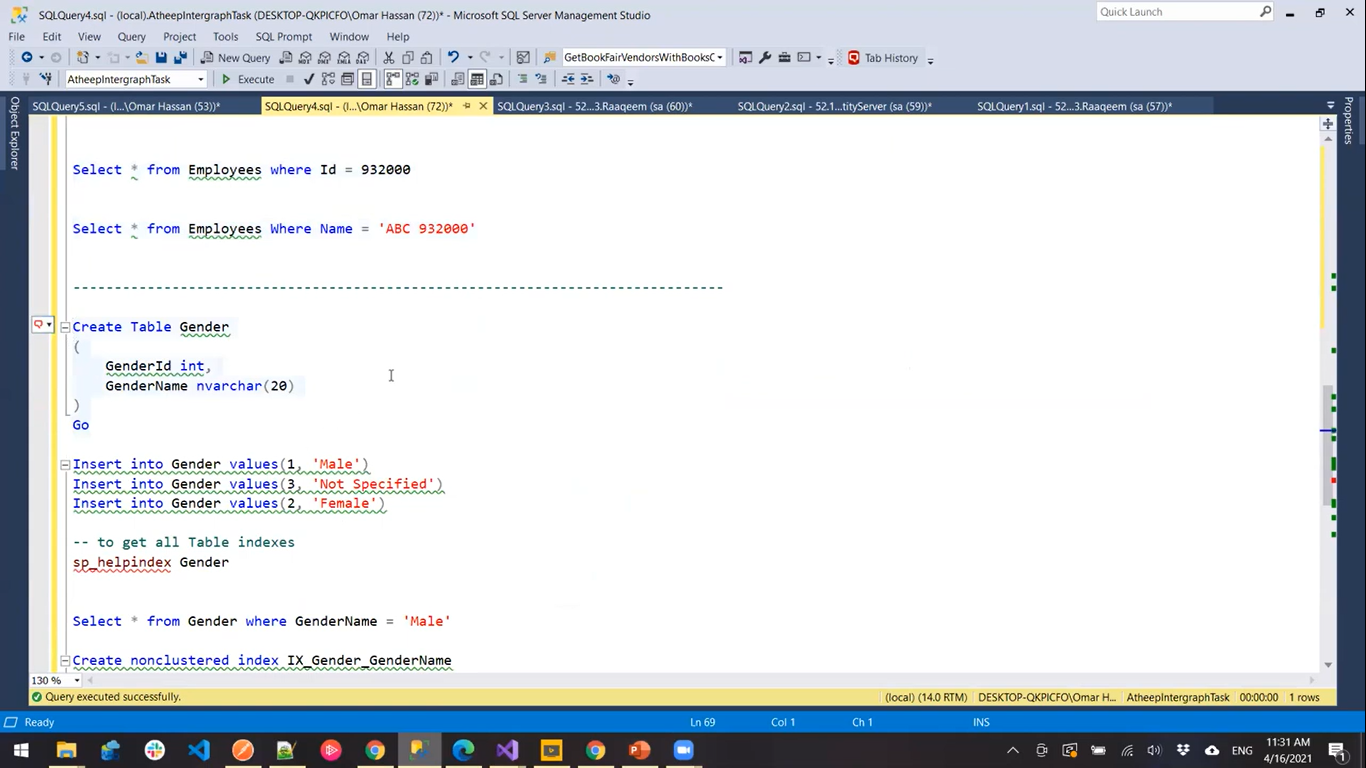 SQLQuery4.sql - (local).AtheepIntergraphTask (DESKTOP-QKPICFO\Omar Hassan (72))* - Microsoft SQL Server Management Studio
Quick Launch
File Edit View Query Project Tools SQL Prompt Window Help
New Query GetBookFairVendorsWithBooksC Tab History
AtheepIntergraphTask Execute
SQLQuery5.sql - (l...\Omar Hassan (53))* SQLQuery4.sql - (l...\Omar Hassan (72))* SQLQuery3.sql - 52...3.Raaqeem (sa (60))* SQLQuery2.sql - 52.1...tityServer (sa (59))* SQLQuery1.sql - 52...3.Raaqeem (sa (57))*
Object Explorer
Properties
Select * from Employees where Id = 932000
Select * from Employees Where Name = 'ABC 932000'
-------------------------------------------------------------------------------
Create Table Gender
(
GenderId int,
GenderName nvarchar(20)
)
Go
Insert into Gender values(1, 'Male')
Insert into Gender values(3, 'Not Specified')
Insert into Gender values(2, 'Female')
-- to get all Table indexes
sp_helpindex Gender
Select * from Gender where GenderName = 'Male'
Create nonclustered index IX_Gender_GenderName
130 %
Query executed successfully. (local) (14.0 RTM) DESKTOP-QKPICFO\Omar H... AtheepIntergraphTask 00:00:00 1 rows
Ready Ln 69 Col 1 Ch 1 INS
ENG 11:31 AM
4/16/2021